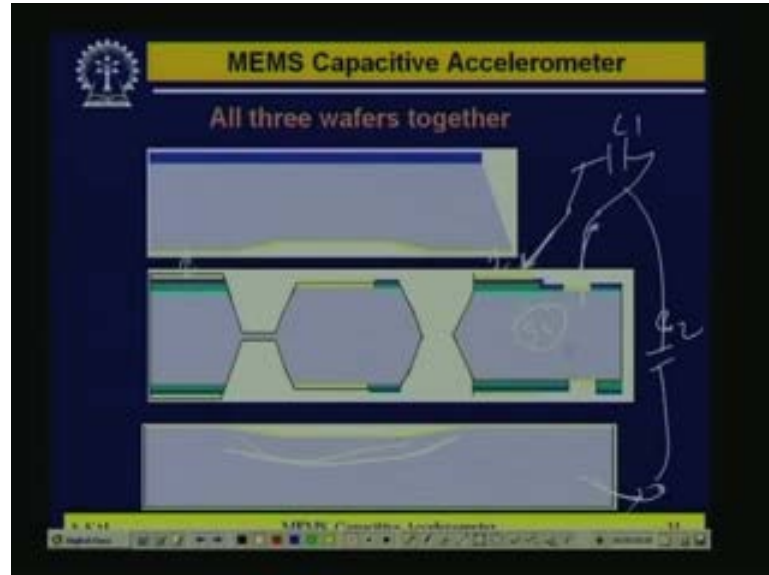 MEMS Capacitive Accelerometer
All three wafers together
C1
C2
MEMS Capacitive Accelerometer